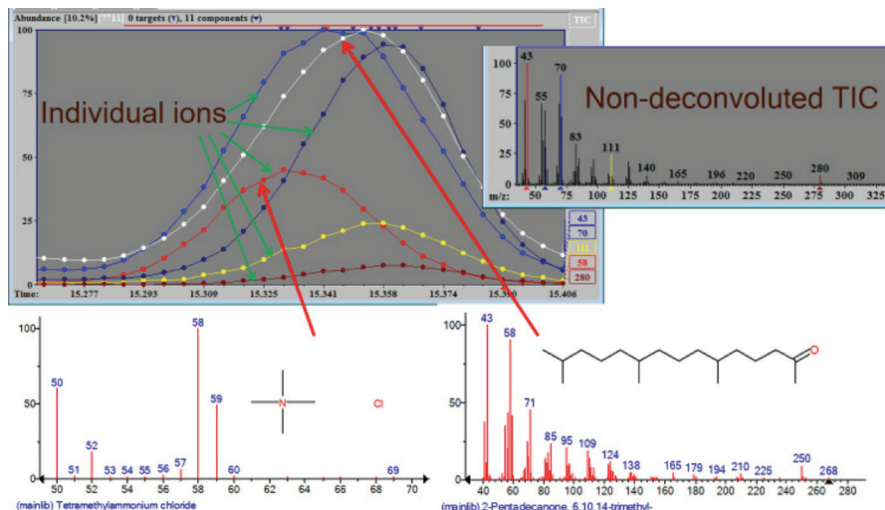 Abundance [10.2%] [7711] 0 targets (▾), 11 components (▾)
TIC
100
75
50
25
0
Individual ions
Time: 15.277 15.293 15.309 15.325 15.341 15.358 15.374 15.390 15.406
43
70
111
58
280
Non-deconvoluted TIC
100
75
50
25
0
43
70
55
83
111
140 165 196 220 250 280 309
m/z: 50 75 100 125 150 175 200 225 250 275 300 325
100
50
0
58
50
59
52
51 53 54 55 56 57 60 69
N Cl
50 52 54 56 58 60 62 64 66 68 70
(mainlib) Tetramethylammonium chloride
100
50
0
43
58
71
85 95 109 124 138 165 179 194 210 225 250 268
O
40 60 80 100 120 140 160 180 200 220 240 260 280
(mainlib) 2-Pentadecanone, 6,10,14-trimethyl-